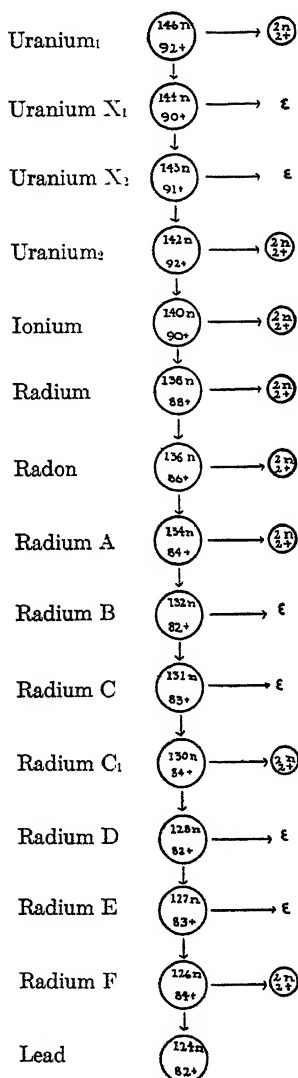 Uranium₁
146n
92+
2n
2+
Uranium X₁
144n
90+
ε
Uranium X₂
143n
91+
ε
Uranium₂
142n
92+
2n
2+
Ionium
140n
90+
2n
2+
Radium
138n
88+
2n
2+
Radon
136n
86+
2n
2+
Radium A
134n
84+
2n
2+
Radium B
132n
82+
ε
Radium C
131n
83+
ε
Radium C₁
130n
84+
2n
2+
Radium D
128n
82+
ε
Radium E
127n
83+
ε
Radium F
126n
84+
2n
2+
Lead
124n
82+